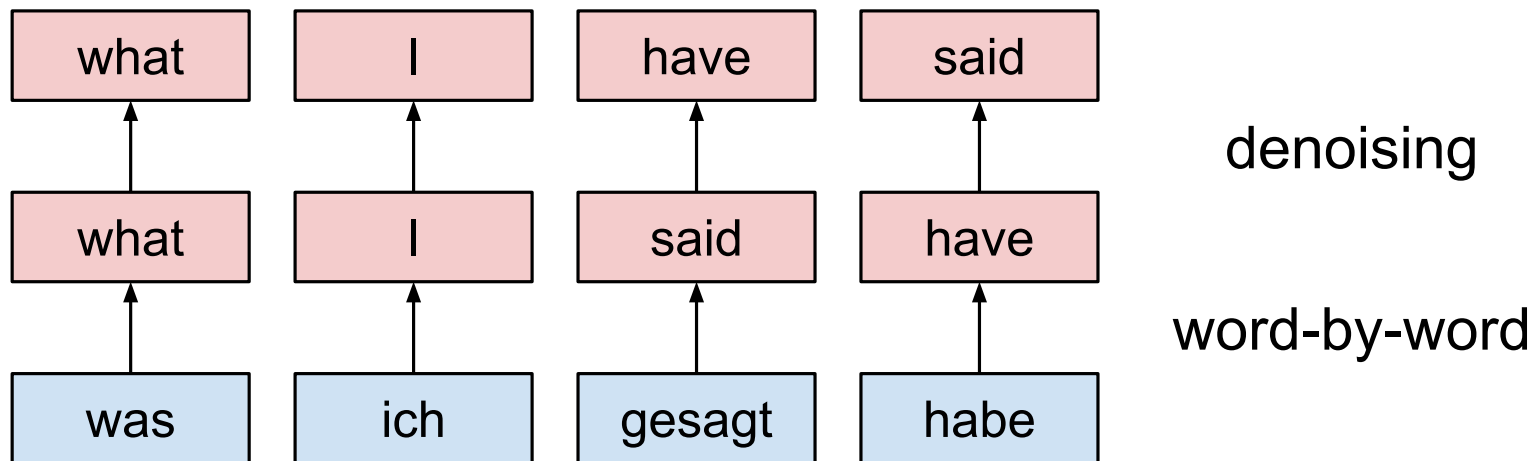 what I have said
denoising
what I said have
word-by-word
was ich gesagt habe